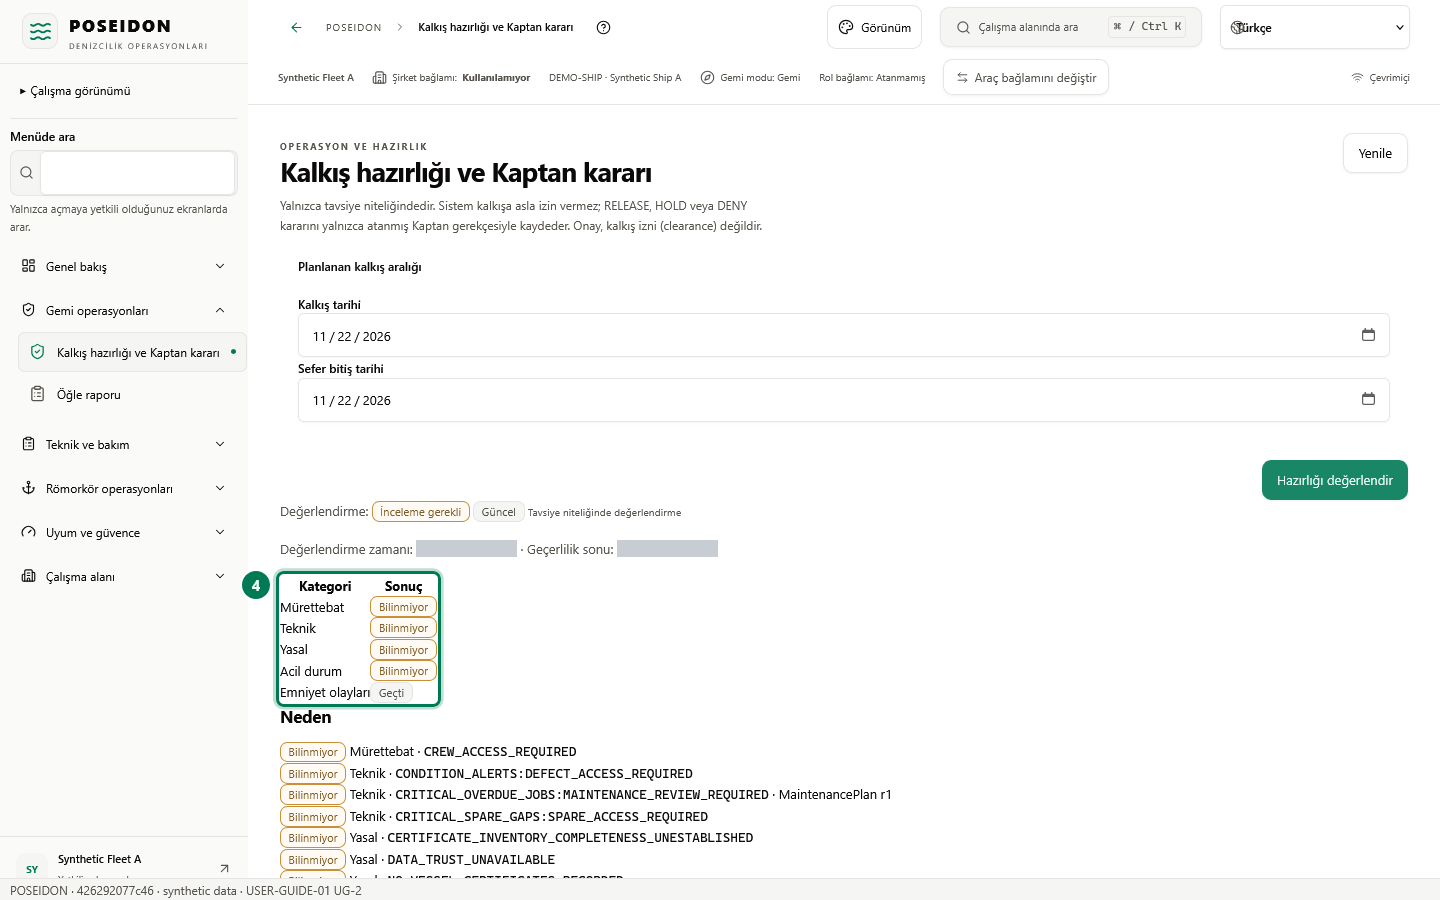 POSEIDON
DENİZCİLİK OPERASYONLARI
Çalışma görünümü
Menüde ara
Yalnızca açmaya yetkili olduğunuz ekranlarda
arar.
Genel bakış
Gemi operasyonları
Kalkış hazırlığı ve Kaptan kararı
Öğle raporu
Teknik ve bakım
Römorkör operasyonları
Uyum ve güvence
Çalışma alanı
SY
Synthetic Fleet A
POSEIDON
Kalkış hazırlığı ve Kaptan kararı
Görünüm
Çalışma alanında ara
⌘ / Ctrl K
Türkçe
Synthetic Fleet A
Şirket bağlamı: Kullanılamıyor
DEMO-SHIP · Synthetic Ship A
Gemi modu: Gemi
Rol bağlamı: Atanmamış
Araç bağlamını değiştir
Çevrimiçi
OPERASYON VE HAZIRLIK
Kalkış hazırlığı ve Kaptan kararı
Yenile
Yalnızca tavsiye niteliğindedir. Sistem kalkışa asla izin vermez; RELEASE, HOLD veya DENY
kararını yalnızca atanmış Kaptan gerekçesiyle kaydeder. Onay, kalkış izni (clearance) değildir.
Planlanan kalkış aralığı
Kalkış tarihi
11 / 22 / 2026
Sefer bitiş tarihi
11 / 22 / 2026
Hazırlığı değerlendir
Değerlendirme: İnceleme gerekli Güncel Tavsiye niteliğinde değerlendirme
Değerlendirme zamanı: · Geçerlilik sonu:
4
Kategori Sonuç
Mürettebat Bilinmiyor
Teknik Bilinmiyor
Yasal Bilinmiyor
Acil durum Bilinmiyor
Emniyet olayları Geçti
Neden
Bilinmiyor Mürettebat · CREW_ACCESS_REQUIRED
Bilinmiyor Teknik · CONDITION_ALERTS:DEFECT_ACCESS_REQUIRED
Bilinmiyor Teknik · CRITICAL_OVERDUE_JOBS:MAINTENANCE_REVIEW_REQUIRED · MaintenancePlan r1
Bilinmiyor Teknik · CRITICAL_SPARE_GAPS:SPARE_ACCESS_REQUIRED
Bilinmiyor Yasal · CERTIFICATE_INVENTORY_COMPLETENESS_UNESTABLISHED
Bilinmiyor Yasal · DATA_TRUST_UNAVAILABLE
POSEIDON · 426292077c46 · synthetic data · USER-GUIDE-01 UG-2